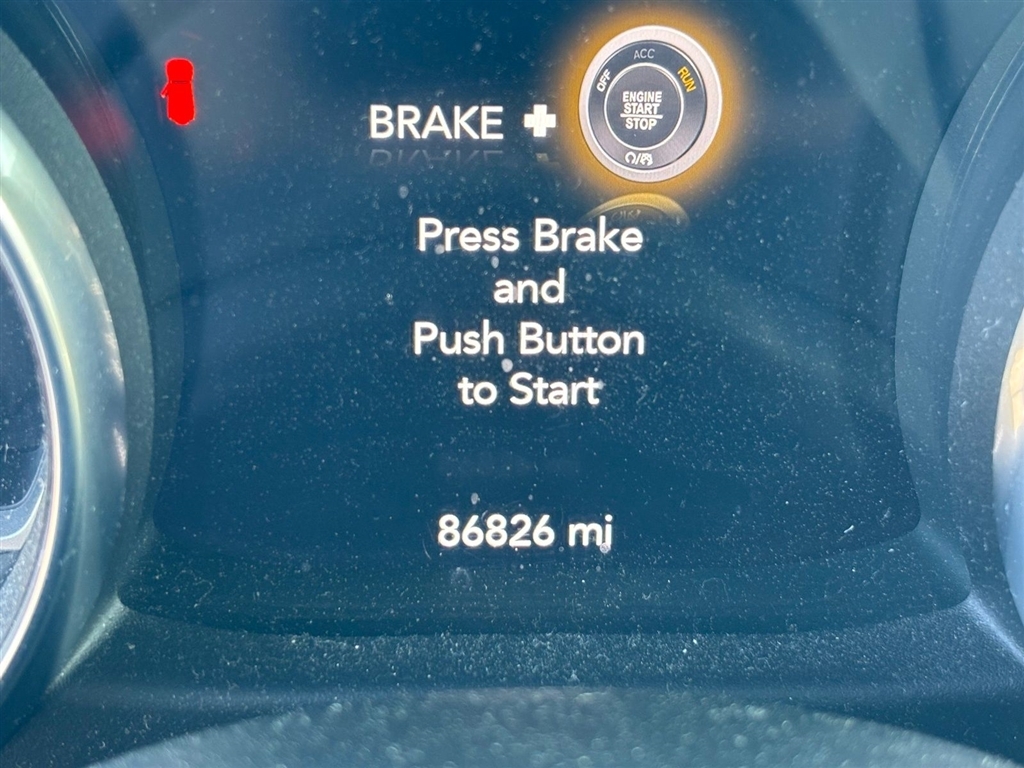 ACC
OFF
RUN
ENGINE
START
STOP
BRAKE +
Press Brake
and
Push Button
to Start
86826 mi